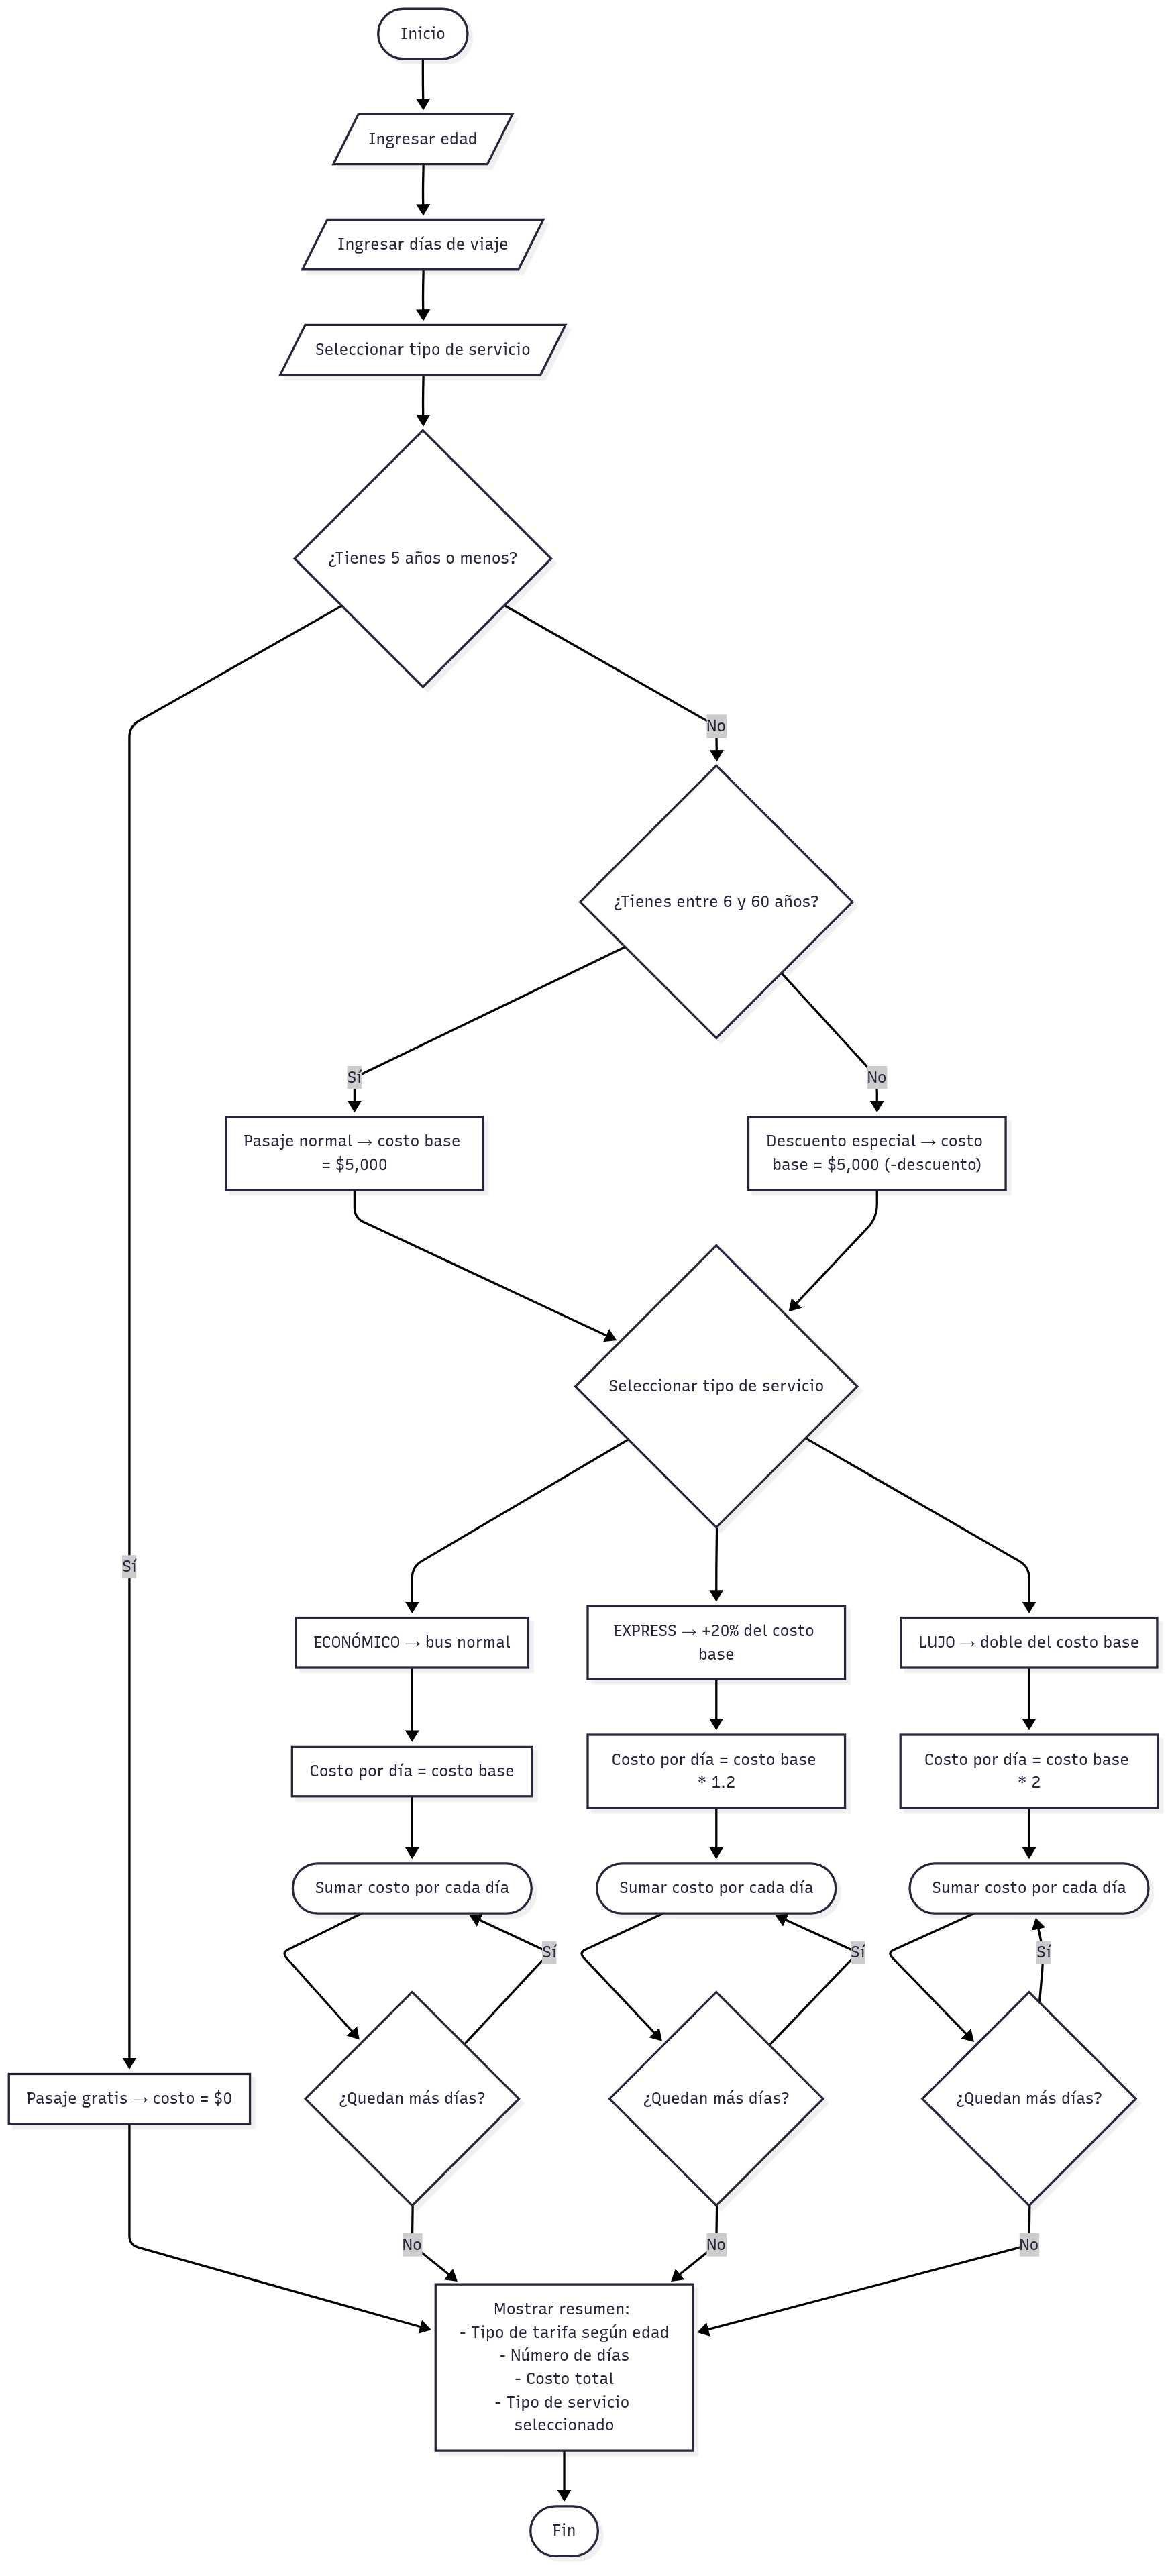 Inicio
Ingresar edad
Ingresar días de viaje
Seleccionar tipo de servicio
¿Tienes 5 años o menos?
No
¿Tienes entre 6 y 60 años?
Sí
No
Pasaje normal → costo base
= $5,000
Descuento especial → costo
base = $5,000 (-descuento)
Seleccionar tipo de servicio
Sí
ECONÓMICO → bus normal
EXPRESS → +20% del costo
base
LUJO → doble del costo base
Costo por día = costo base
Costo por día = costo base
* 1.2
Costo por día = costo base
* 2
Sumar costo por cada día
Sumar costo por cada día
Sumar costo por cada día
Sí
Sí
Sí
Pasaje gratis → costo = $0
¿Quedan más días?
¿Quedan más días?
¿Quedan más días?
No
No
No
Mostrar resumen:
- Tipo de tarifa según edad
- Número de días
- Costo total
- Tipo de servicio
seleccionado
Fin